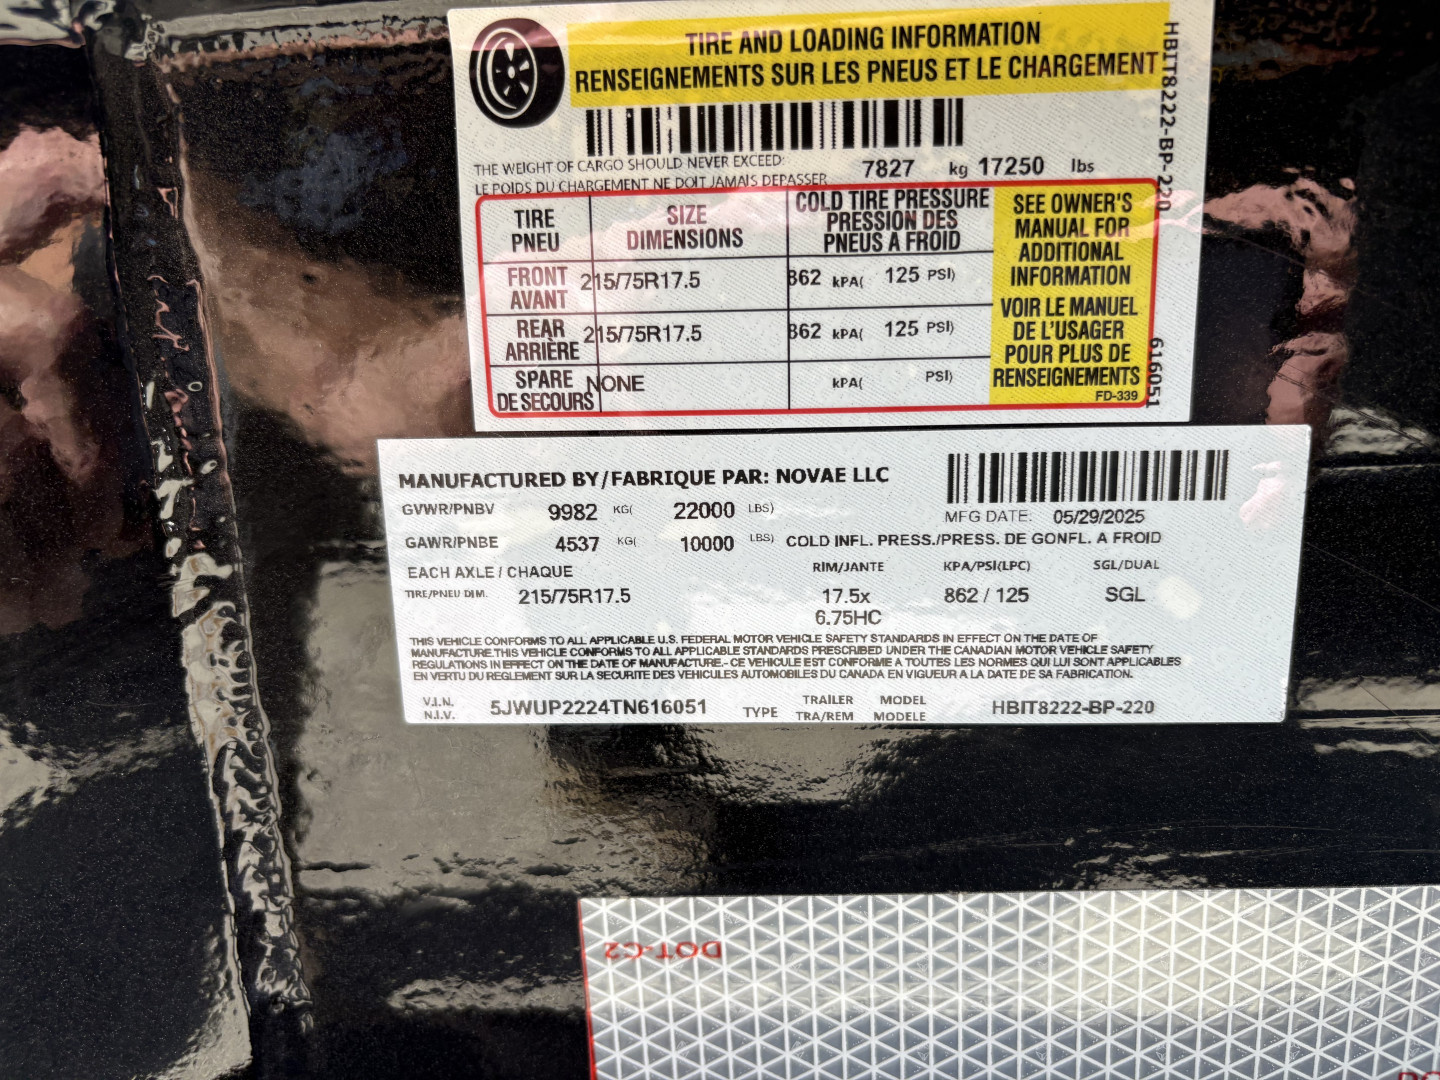 TIRE AND LOADING INFORMATION
RENSEIGNEMENTS SUR LES PNEUS ET LE CHARGEMENT
THE WEIGHT OF CARGO SHOULD NEVER EXCEED:
LE POIDS DU CHARGEMENT NE DOIT JAMAIS DEPASSER
7827 kg 17250 lbs
TIRE
PNEU
SIZE
DIMENSIONS
COLD TIRE PRESSURE
PRESSION DES
PNEUS A FROID
FRONT
AVANT
215/75R17.5
862 kPA( 125 PSI)
REAR
ARRIÈRE
215/75R17.5
862 kPA( 125 PSI)
SPARE
DE SECOURS
NONE
kPA( PSI)
SEE OWNER'S
MANUAL FOR
ADDITIONAL
INFORMATION
VOIR LE MANUEL
DE L'USAGER
POUR PLUS DE
RENSEIGNEMENTS
FD-339
HBIT8222-BP-220
616051
MANUFACTURED BY/FABRIQUE PAR: NOVAE LLC
GVWR/PNBV 9982 KG( 22000 LBS)
MFG DATE: 05/29/2025
GAWR/PNBE 4537 KG( 10000 LBS) COLD INFL. PRESS./PRESS. DE GONFL. A FROID
EACH AXLE / CHAQUE RIM/JANTE KPA/PSI(LPC) SGL/DUAL
TIRE/PNEU DIM. 215/75R17.5 17.5x 862 / 125 SGL
6.75HC
THIS VEHICLE CONFORMS TO ALL APPLICABLE U.S. FEDERAL MOTOR VEHICLE SAFETY STANDARDS IN EFFECT ON THE DATE OF
MANUFACTURE.THIS VEHICLE CONFORMS TO ALL APPLICABLE STANDARDS PRESCRIBED UNDER THE CANADIAN MOTOR VEHICLE SAFETY
REGULATIONS IN EFFECT ON THE DATE OF MANUFACTURE.- CE VEHICULE EST CONFORME A TOUTES LES NORMES QUI LUI SONT APPLICABLES
EN VERTU DU REGLEMENT SUR LA SECURITE DES VEHICULES AUTOMOBILES DU CANADA EN VIGUEUR A LA DATE DE SA FABRICATION.
V.I.N.
N.I.V.
5JWUP2224TN616051
TYPE
TRAILER
TRA/REM
MODEL
MODELE
HBIT8222-BP-220
DOT-C2